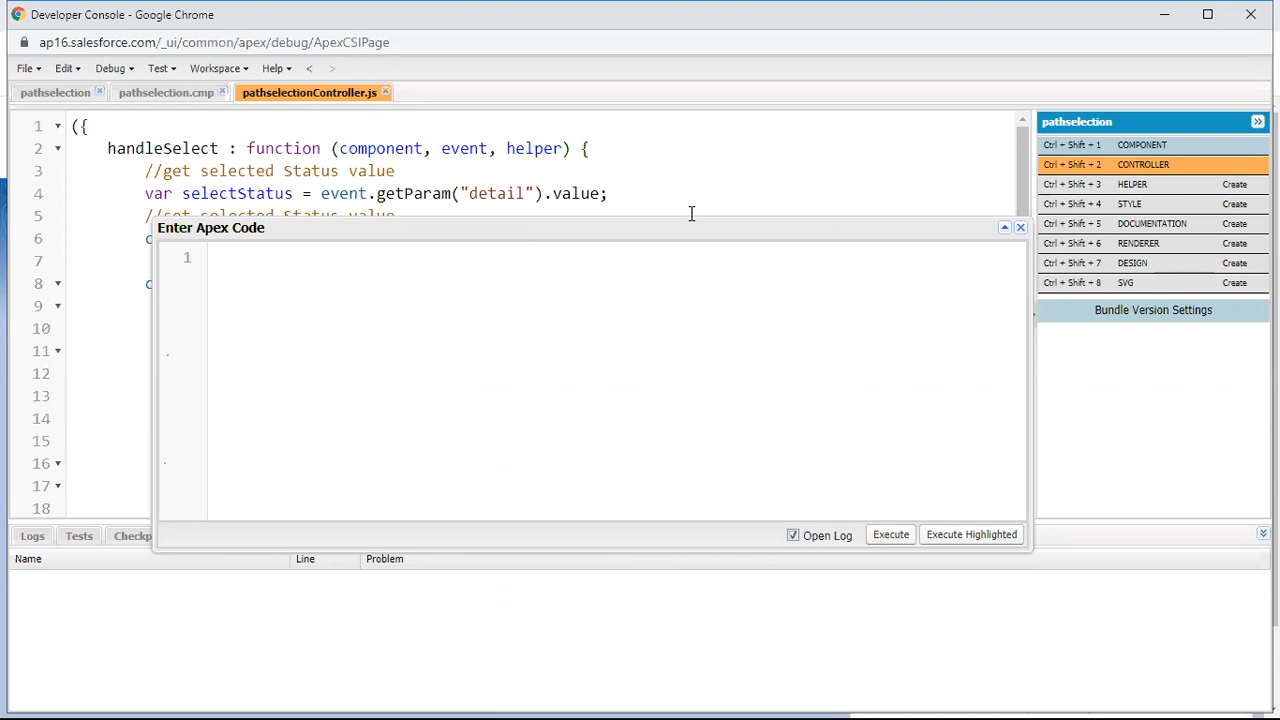 Developer Console - Google Chrome
ap16.salesforce.com/_ui/common/apex/debug/ApexCSIPage
File Edit Debug Test Workspace Help < >
pathselection pathselection.cmp pathselectionController.js
1 ({
2 handleSelect : function (component, event, helper) {
3 //get selected Status value
4 var selectStatus = event.getParam("detail").value;
5 //set selected Status value
6 c
7
8 c
9
10
11
12
13
14
15
16
17
18
Enter Apex Code
1
Open Log Execute Execute Highlighted
pathselection
Ctrl + Shift + 1 COMPONENT
Ctrl + Shift + 2 CONTROLLER
Ctrl + Shift + 3 HELPER Create
Ctrl + Shift + 4 STYLE Create
Ctrl + Shift + 5 DOCUMENTATION Create
Ctrl + Shift + 6 RENDERER Create
Ctrl + Shift + 7 DESIGN Create
Ctrl + Shift + 8 SVG Create
Bundle Version Settings
Logs Tests Checkp
Name Line Problem